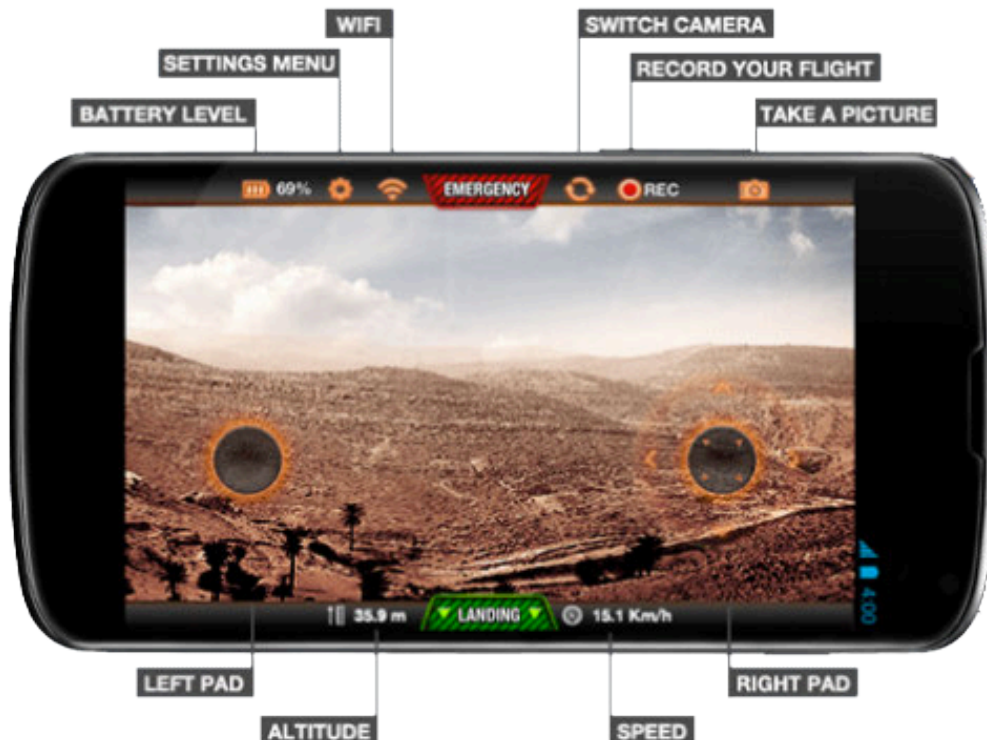 WIFI
SWITCH CAMERA
SETTINGS MENU
RECORD YOUR FLIGHT
BATTERY LEVEL
TAKE A PICTURE
69%
EMERGENCY
REC
4:00
35.9 m
LANDING
15.1 Km/h
LEFT PAD
RIGHT PAD
ALTITUDE
SPEED